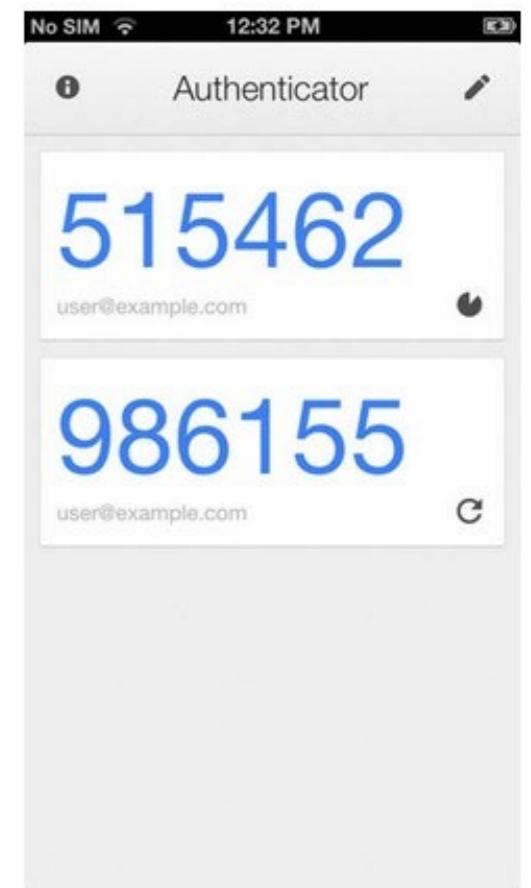 No SIM 12:32 PM
Authenticator
515462
user@example.com
986155
user@example.com